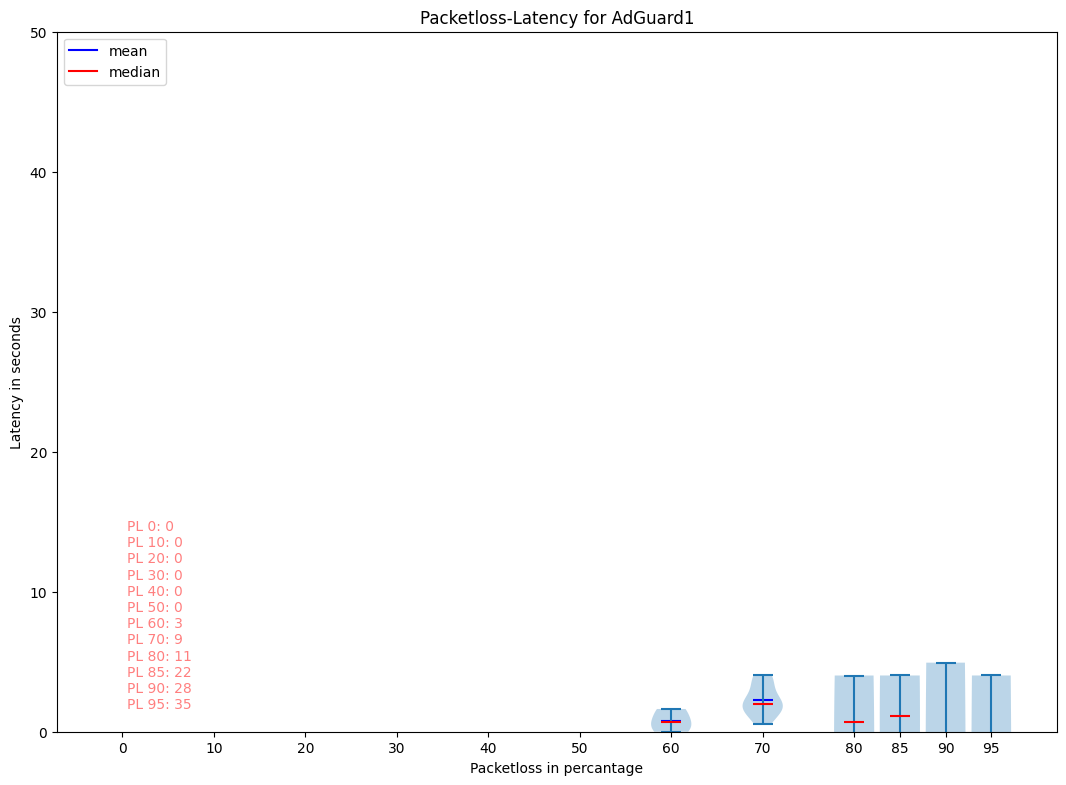 Packetloss-Latency for AdGuard1
50
mean
median
40
30
Latency in seconds
20
PL 0: 0
PL 10: 0
PL 20: 0
PL 30: 0
10
PL 40: 0
PL 50: 0
PL 60: 3
PL 70: 9
PL 80: 11
PL 85: 22
PL 90: 28
PL 95: 35
0
0 10 20 30 40 50 60 70 80 85 90 95
Packetloss in percantage